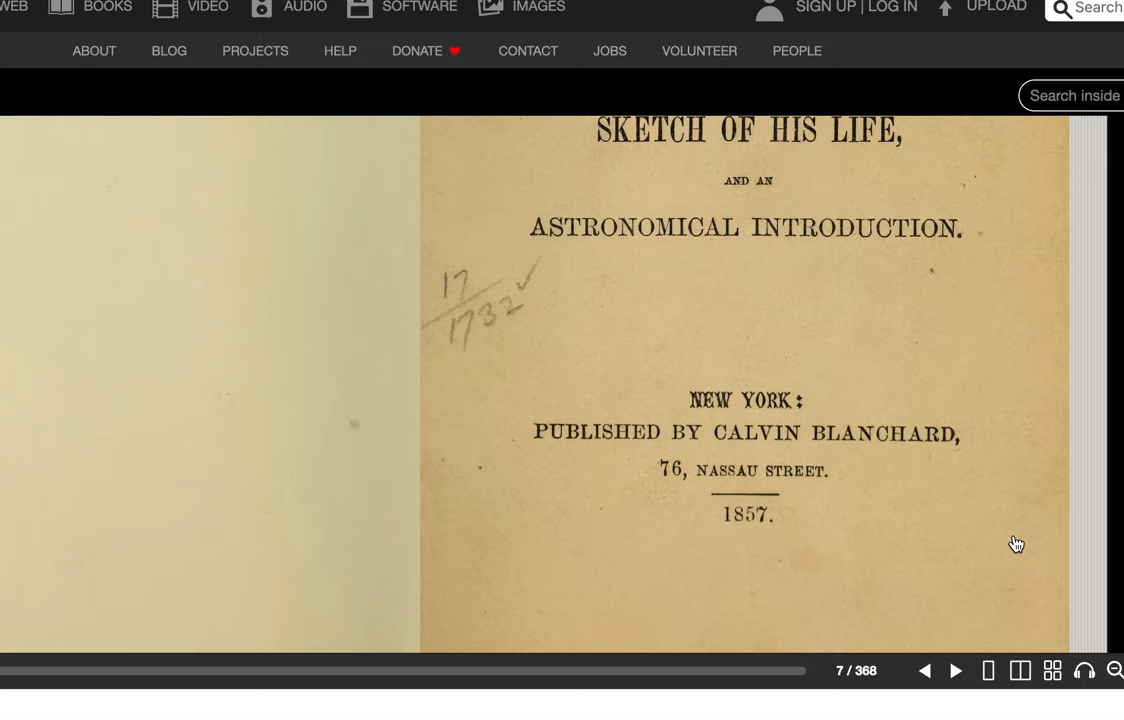 WEB BOOKS VIDEO AUDIO SOFTWARE IMAGES SIGN UP | LOG IN UPLOAD Search
ABOUT BLOG PROJECTS HELP DONATE CONTACT JOBS VOLUNTEER PEOPLE
Search inside
SKETCH OF HIS LIFE,
AND AN
ASTRONOMICAL INTRODUCTION.
17
1732
NEW YORK:
PUBLISHED BY CALVIN BLANCHARD,
76, NASSAU STREET.
1857.
7 / 368